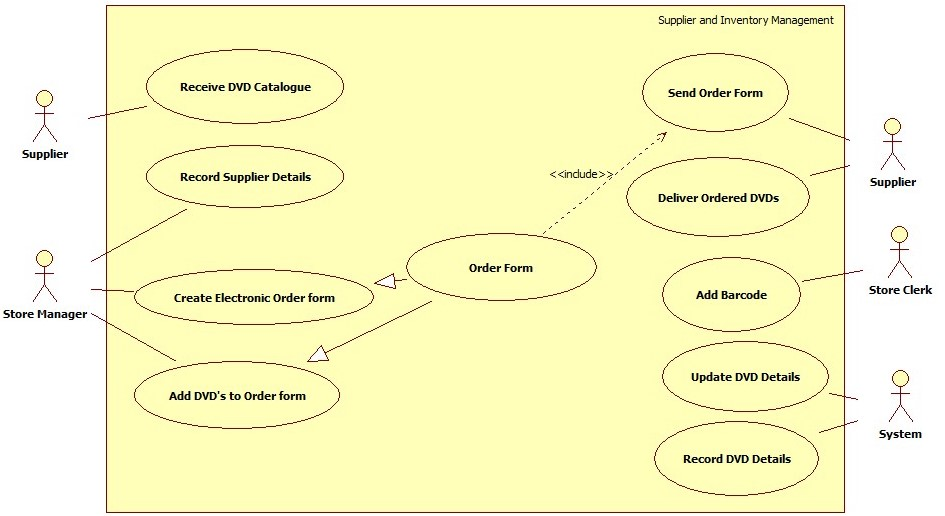 Supplier and Inventory Management
Receive DVD Catalogue
Supplier
Record Supplier Details
Store Manager
Create Electronic Order form
Add DVD's to Order form
Order Form
<<include>>
Send Order Form
Deliver Ordered DVDs
Supplier
Add Barcode
Store Clerk
Update DVD Details
Record DVD Details
System